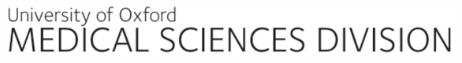 University of Oxford
MEDICAL SCIENCES DIVISION